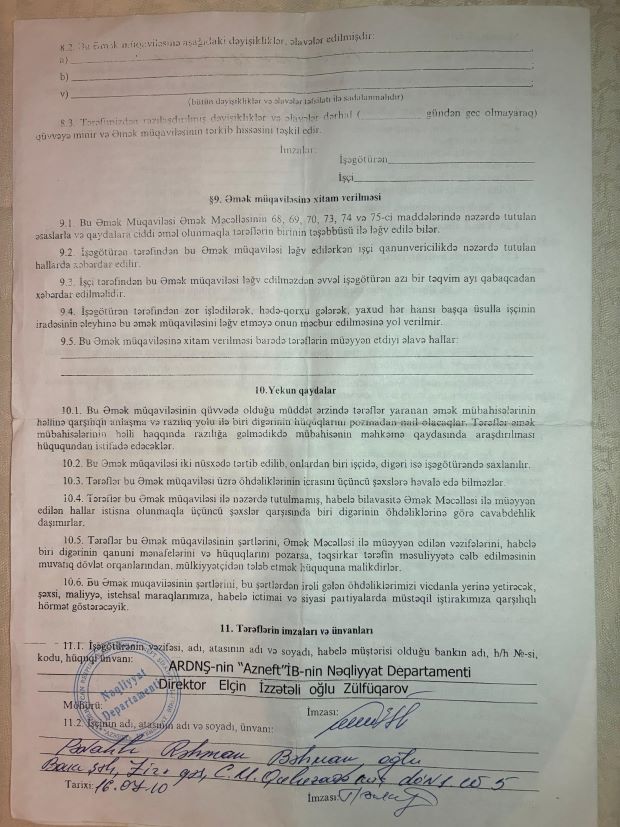 8.2. Bu Əmək müqaviləsinə aşağıdakı dəyişikliklər, əlavələr edilmişdir:
a)
b)
v)
(bütün dəyişikliklər və əlavələr təfsilatı ilə sadalanmalıdır)
8.3. Tərəfimizdən razılaşdırılmış dəyişikliklər və əlavələr dərhal (__________ gündən gec olmayaraq)
qüvvəyə minir və Əmək müqaviləsinin tərkib hissəsini təşkil edir.
İmzalar:
İşəgötürən
İşçi
§9. Əmək müqaviləsinə xitam verilməsi
9.1. Bu Əmək Müqaviləsi Əmək Məcəlləsinin 68, 69, 70, 73, 74 və 75-ci maddələrində nəzərdə tutulan
əsaslarla və qaydalara ciddi əməl olunmaqla tərəflərin birinin təşəbbüsü ilə ləğv edilə bilər.
9.2. İşəgötürən tərəfindən bu Əmək müqaviləsi ləğv edilərkən işçi qanunvericilikdə nəzərdə tutulan
hallarda xəbərdar edilir.
9.3. İşçi tərəfindən bu Əmək müqaviləsi ləğv edilməzdən əvvəl işəgötürən azı bir təqvim ayı qabaqcadan
xəbərdar edilməlidir.
9.4. İşəgötürən tərəfindən zor işlədilərək, hədə-qorxu gələrək, yaxud hər hansı başqa üsulla işçinin
iradəsinin əleyhinə bu əmək müqaviləsini ləğv etməyə onun məcbur edilməsinə yol verilmir.
9.5. Bu Əmək müqaviləsinə xitam verilməsi barədə tərəflərin müəyyən etdiyi əlavə hallar:
10.Yekun qaydalar
10.1. Bu Əmək müqaviləsinin qüvvədə olduğu müddət ərzində tərəflər yaranan əmək mübahisələrinin
həllinə qarşılıqlı anlaşma və razılıq yolu ilə biri digərinin hüquqlarını pozmadan nail olacaqlar. Tərəflər əmək
mübahisələrinin həlli haqqında razılığa gəlmədikdə mübahisənin məhkəmə qaydasında araşdırılması
hüququndan istifadə edəcəklər.
10.2. Bu Əmək müqaviləsi iki nüsxədə tərtib edilib, onlardan biri işçidə, digəri isə işəgötürəndə saxlanılır.
10.3. Tərəflər bu Əmək müqaviləsi üzrə öhdəliklərinin icrasını üçüncü şəxslərə həvalə edə bilməzlər.
10.4. Tərəflər bu Əmək müqaviləsi ilə nəzərdə tutulmamış, habelə bilavasitə Əmək Məcəlləsi ilə müəyyən
edilən hallar istisna olunmaqla üçüncü şəxslər qarşısında biri digərinin öhdəliklərinə görə cavabdehlik
daşımırlar.
10.5. Tərəflər bu Əmək müqaviləsinin şərtlərini, Əmək Məcəlləsi ilə müəyyən edilən vəzifələrini, habelə
biri digərinin qanuni mənafelərini və hüquqlarını pozarsa, təqsirkar tərəfin məsuliyyətə cəlb edilməsinin
müvafiq dövlət orqanlarından, mülkiyyətçidən tələb etmək hüququna malikdirlər.
10.6. Bu Əmək müqaviləsinin şərtlərini, bu şərtlərdən irəli gələn öhdəliklərimizi vicdanla yerinə yetirəcək,
şəxsi, maliyyə, istehsal maraqlarımıza, habelə ictimai və siyasi partiyalarda müstəqil iştirakımıza qarşılıqlı
hörmət göstərəcəyik.
11. Tərəflərin imzaları və ünvanları
11.1. İşəgötürənin vəzifəsi, adı, atasının adı və soyadı, habelə müştərisi olduğu bankın adı, h/h №-si,
kodu, hüquqi ünvanı:
ARDNŞ-nin "Azneft"İB-nin Nəqliyyat Departamenti
Direktor Elçin İzzətəli oğlu Zülfüqarov
Nəqliyyat
Departamenti
Möhürü:
İmzası:
11.2. İşçinin adı, atasının adı və soyadı, ünvanı:
Rəhman Bəhman oğlu
Bakı şəh, Zirə qəs,
Tarixi: 16.07.10
İmzası: